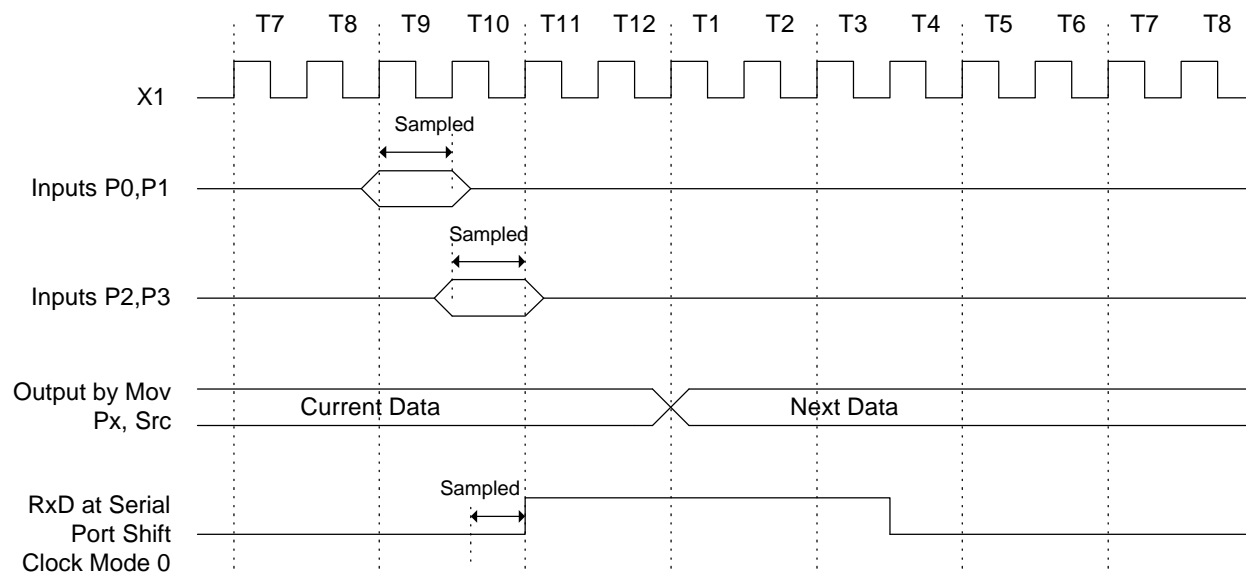 T7 T8 T9 T10 T11 T12 T1 T2 T3 T4 T5 T6 T7 T8
X1
Sampled
Inputs P0,P1
Sampled
Inputs P2,P3
Output by Mov
Px, Src
Current Data
Next Data
Sampled
RxD at Serial
Port Shift
Clock Mode 0